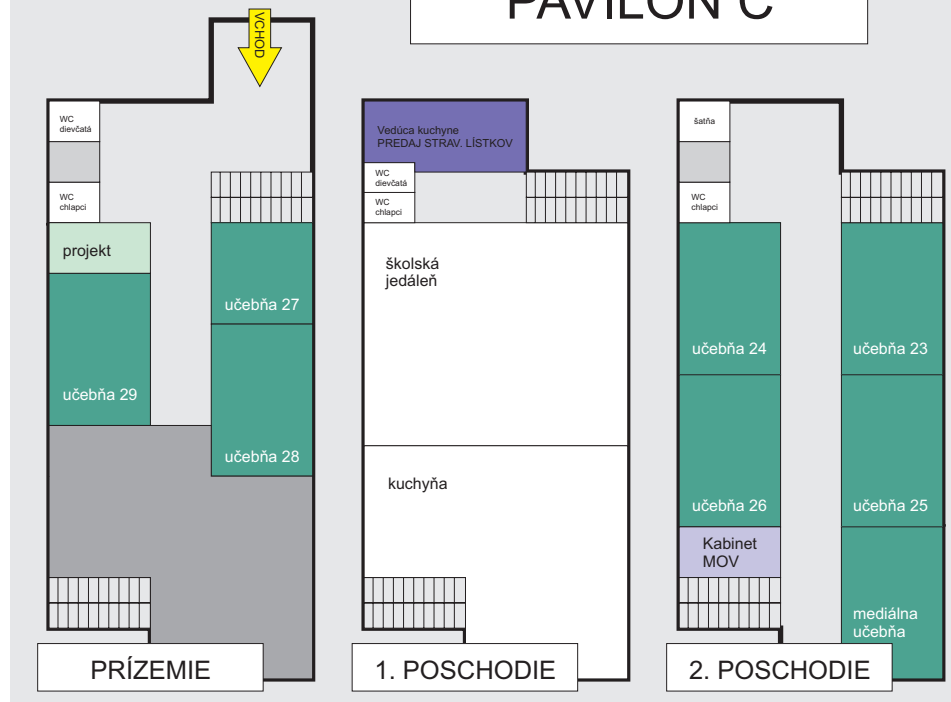 PAVILÓN C
VCHOD
WC
dievčatá
WC
chlapci
projekt
učebňa 27
učebňa 29
učebňa 28
PRÍZEMIE
Vedúca kuchyne
PREDAJ STRAV. LÍSTKOV
WC
dievčatá
WC
chlapci
školská
jedáleň
kuchyňa
1. POSCHODIE
šatňa
WC
chlapci
učebňa 24
učebňa 23
učebňa 26
učebňa 25
Kabinet
MOV
mediálna
učebňa
2. POSCHODIE